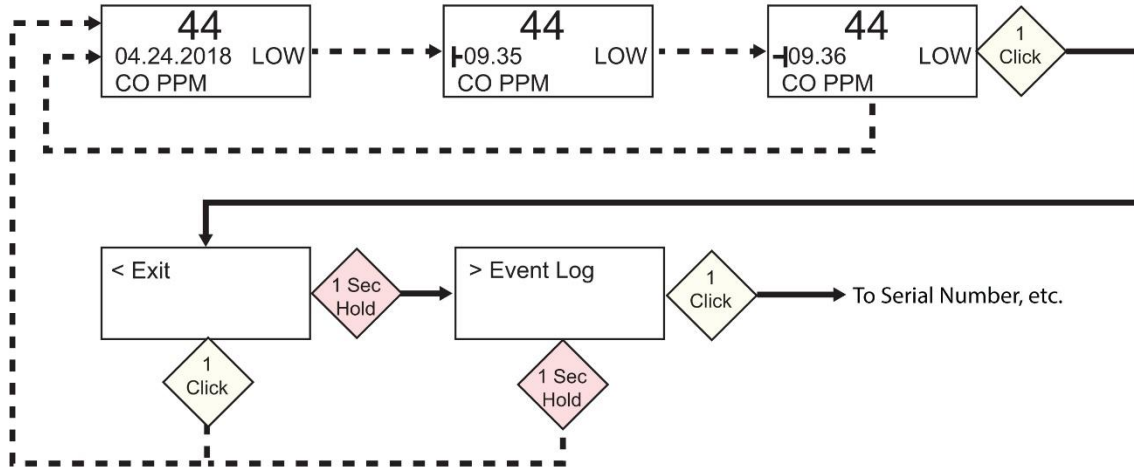 44
04.24.2018 LOW
CO PPM
44
09.35 LOW
CO PPM
44
09.36 LOW
CO PPM
1
Click
< Exit
1 Sec
Hold
> Event Log
1
Click
To Serial Number, etc.
1
Click
1 Sec
Hold